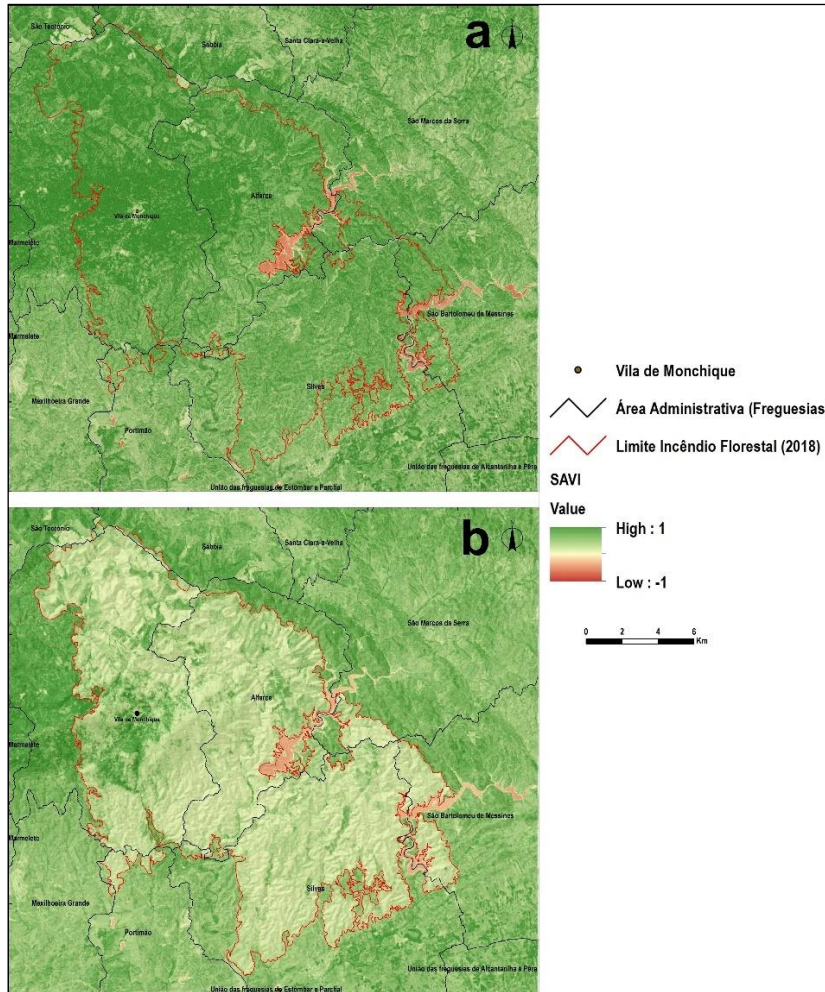 a
São Teotónio
Sabóia
Santa Clara-a-Velha
São Marcos da Serra
Alferce
Vila de Monchique
Marmelete
São Bartolomeu de Messines
Marmelete
Silves
Mexilhoeira Grande
Portimão
União das freguesias de Alcantarilha e Pêra
União das freguesias de Estômbar e Parchal
Vila de Monchique
Área Administrativa (Freguesias
Limite Incêndio Florestal (2018)
SAVI
Value
High : 1
Low : -1
0 2 4 6
Km
b
São Teotónio
Sabóia
Santa Clara-a-Velha
São Marcos da Serra
Alferce
Vila de Monchique
Marmelete
São Bartolomeu de Messines
Marmelete
Silves
Mexilhoeira Grande
Portimão
União das freguesias de Alcantarilha e Pêra
União das freguesias de Estômbar e Parchal